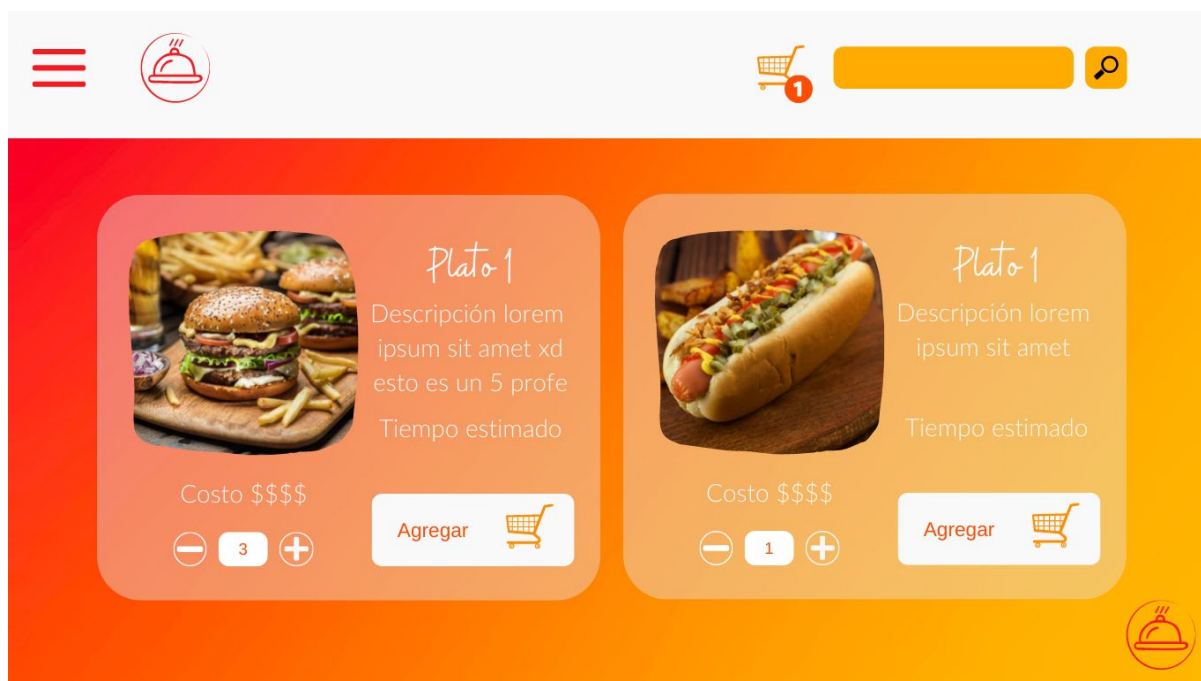 1
Plato 1
Descripción lorem
ipsum sit amet xd
esto es un 5 profe
Tiempo estimado
Costo $$$$
3
Agregar
Plato 1
Descripción lorem
ipsum sit amet
Tiempo estimado
Costo $$$$
1
Agregar